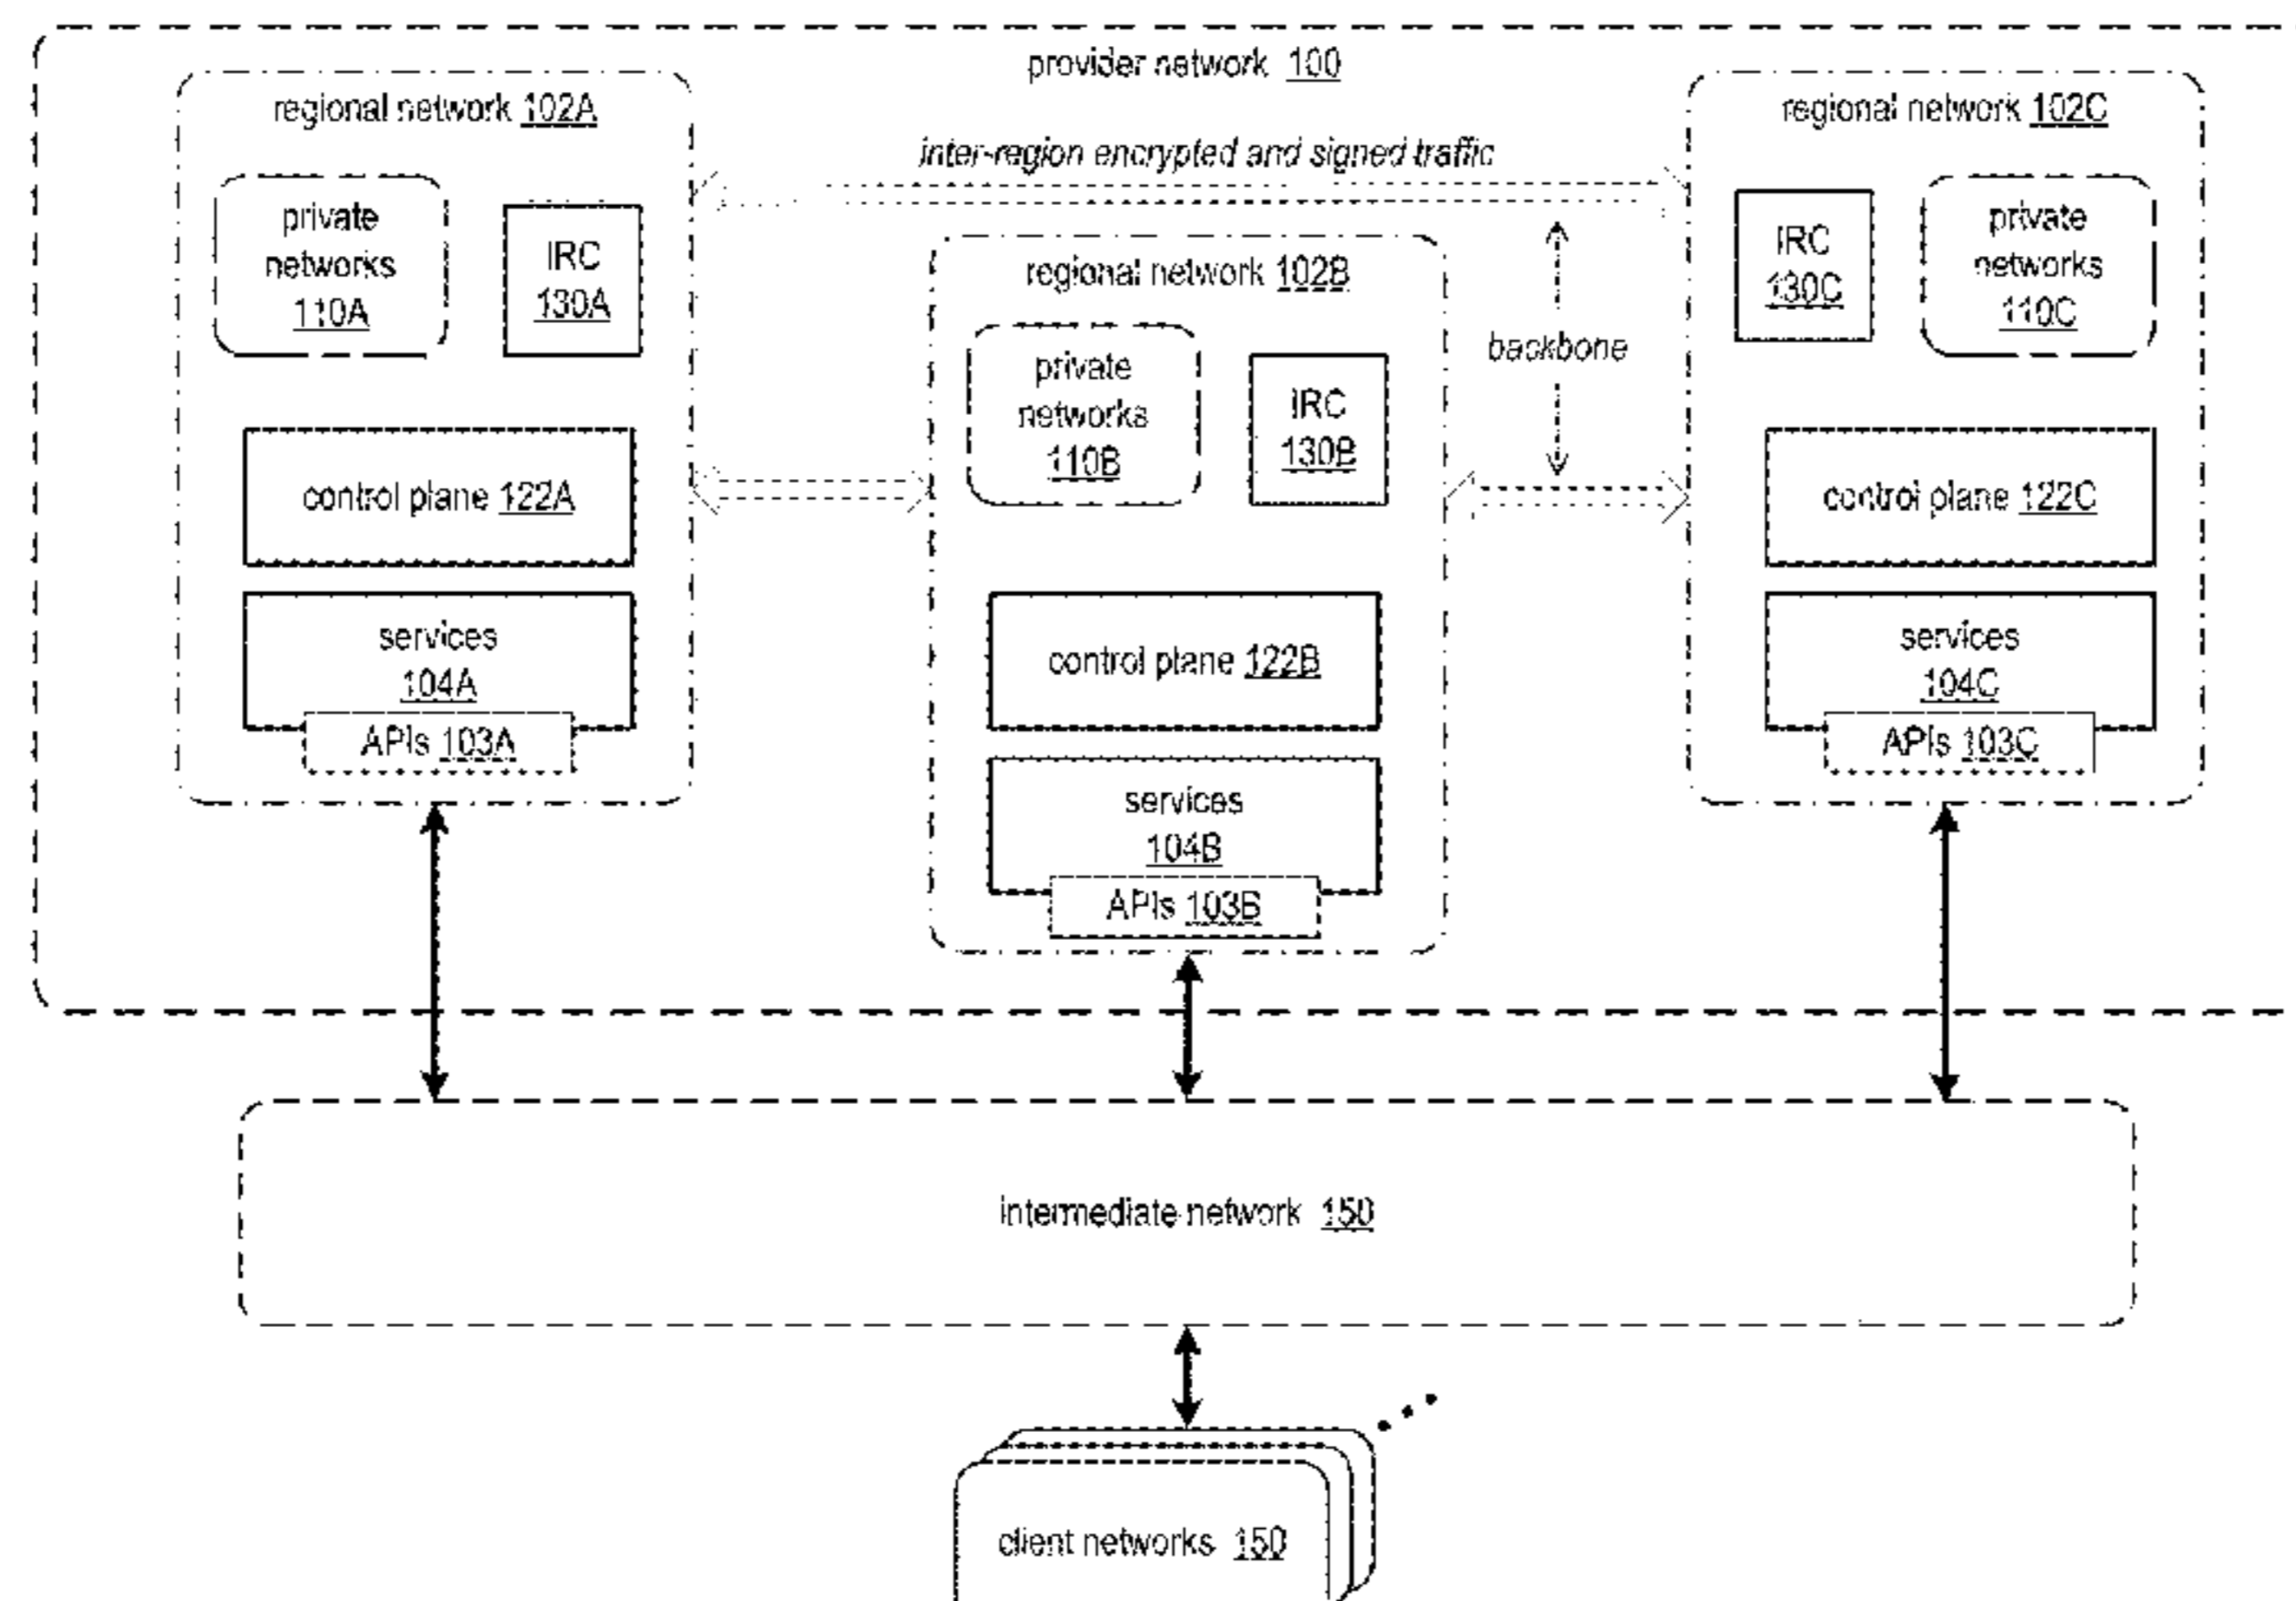 provider network 100
regional network 102A
private
networks
110A
IRC
130A
control plane 122A
services
104A
APIs 103A
inter-region encrypted and signed traffic
regional network 102B
private
networks
110B
IRC
130B
control plane 122B
services
104B
APIs 103B
backbone
regional network 102C
IRC
130C
private
networks
110C
control plane 122C
services
104C
APIs 103C
intermediate network 150
client networks 150